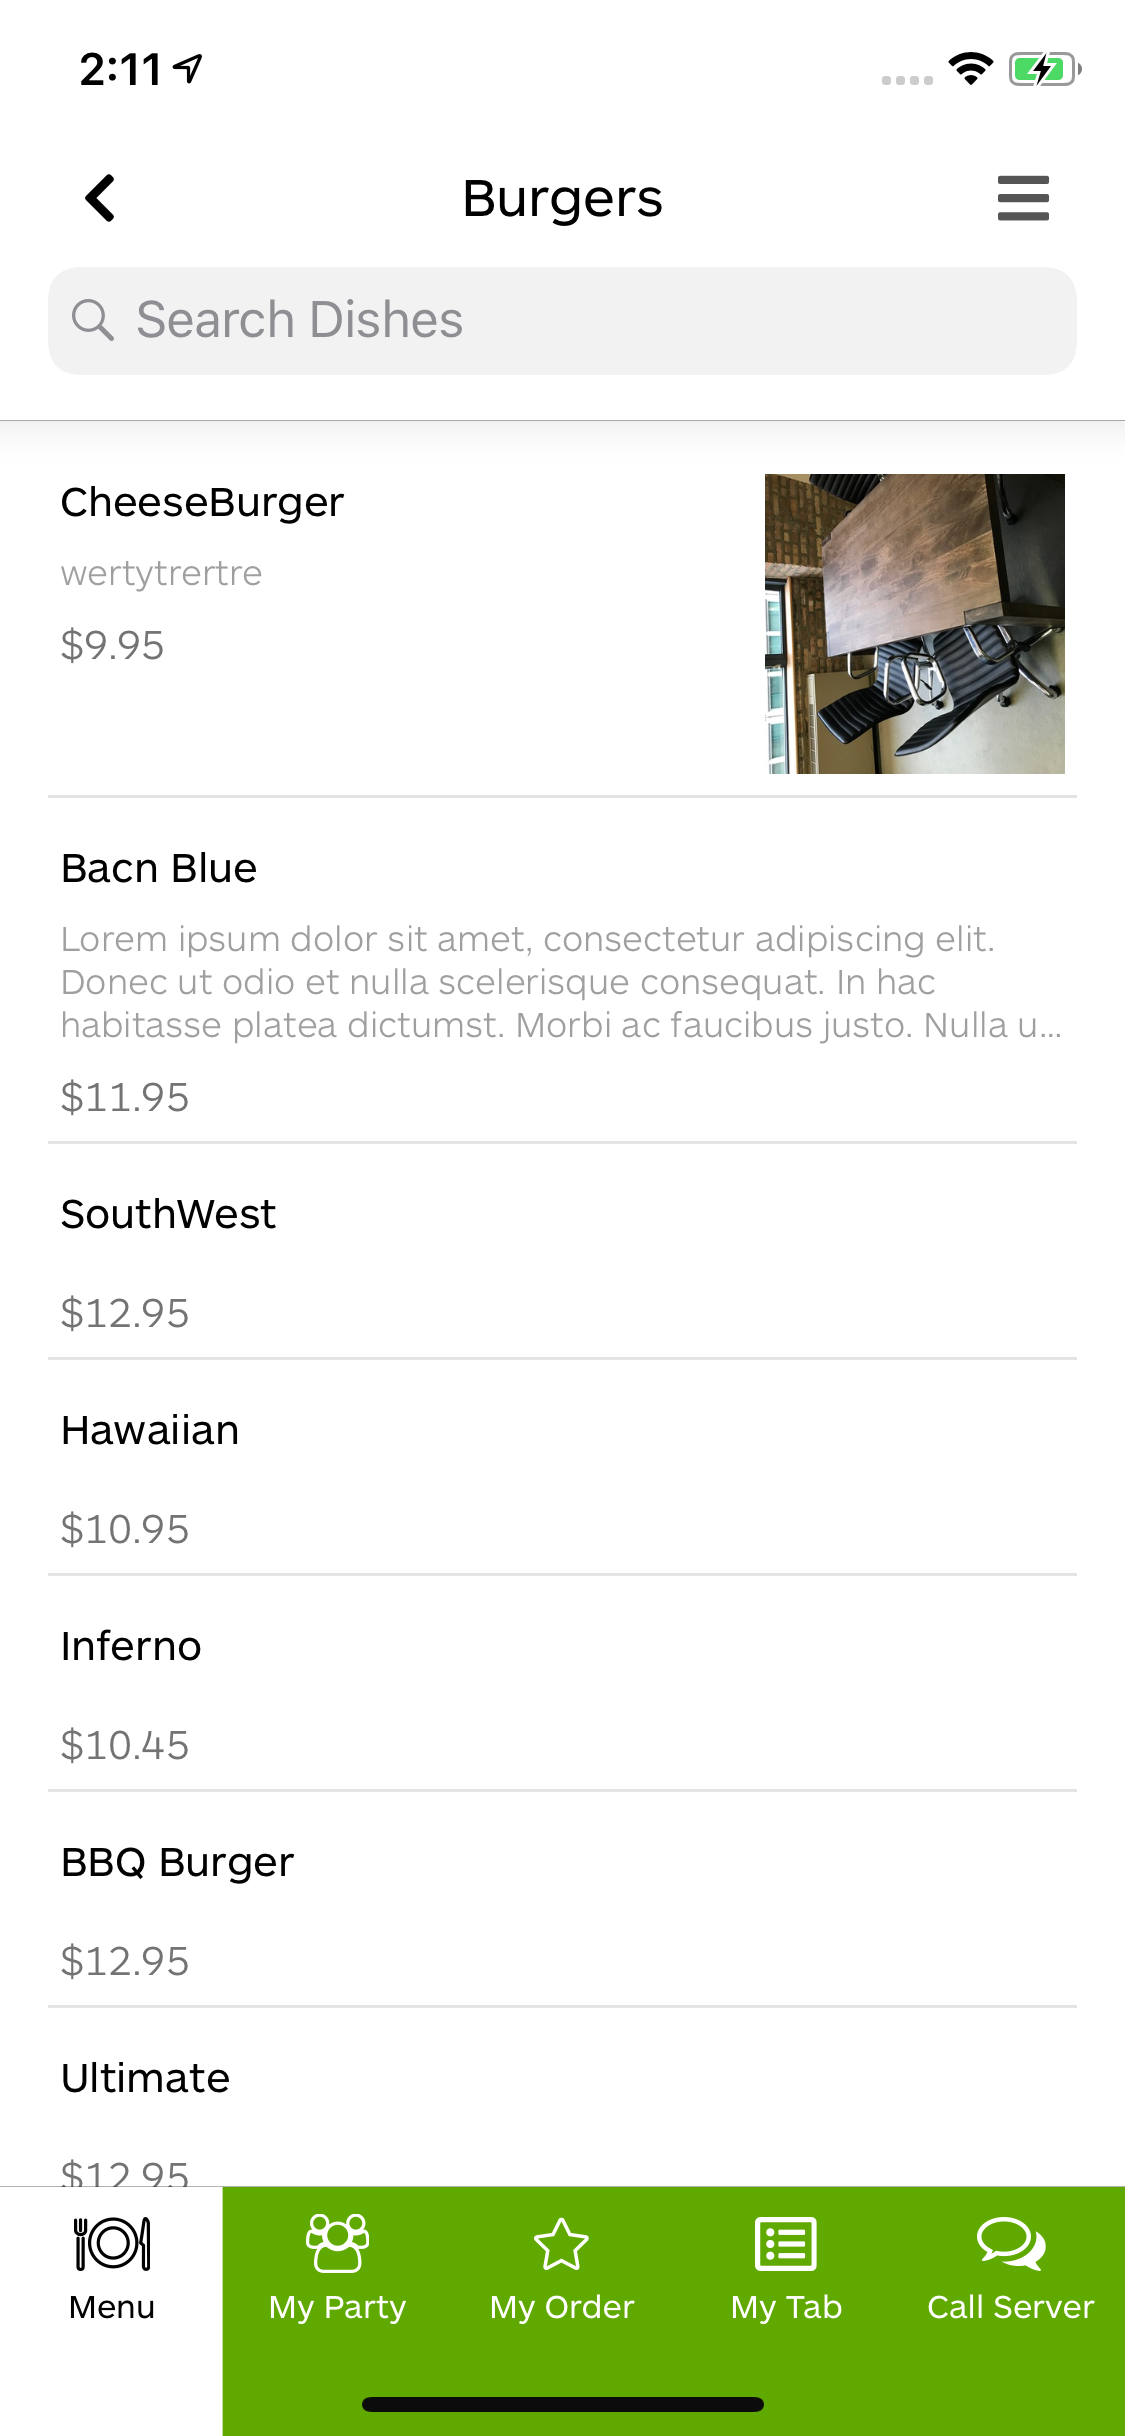 2:11
Burgers
Search Dishes
CheeseBurger
wertytrertre
$9.95
Bacn Blue
Lorem ipsum dolor sit amet, consectetur adipiscing elit.
Donec ut odio et nulla scelerisque consequat. In hac
habitasse platea dictumst. Morbi ac faucibus justo. Nulla u...
$11.95
SouthWest
$12.95
Hawaiian
$10.95
Inferno
$10.45
BBQ Burger
$12.95
Ultimate
$12.95
Menu
My Party
My Order
My Tab
Call Server